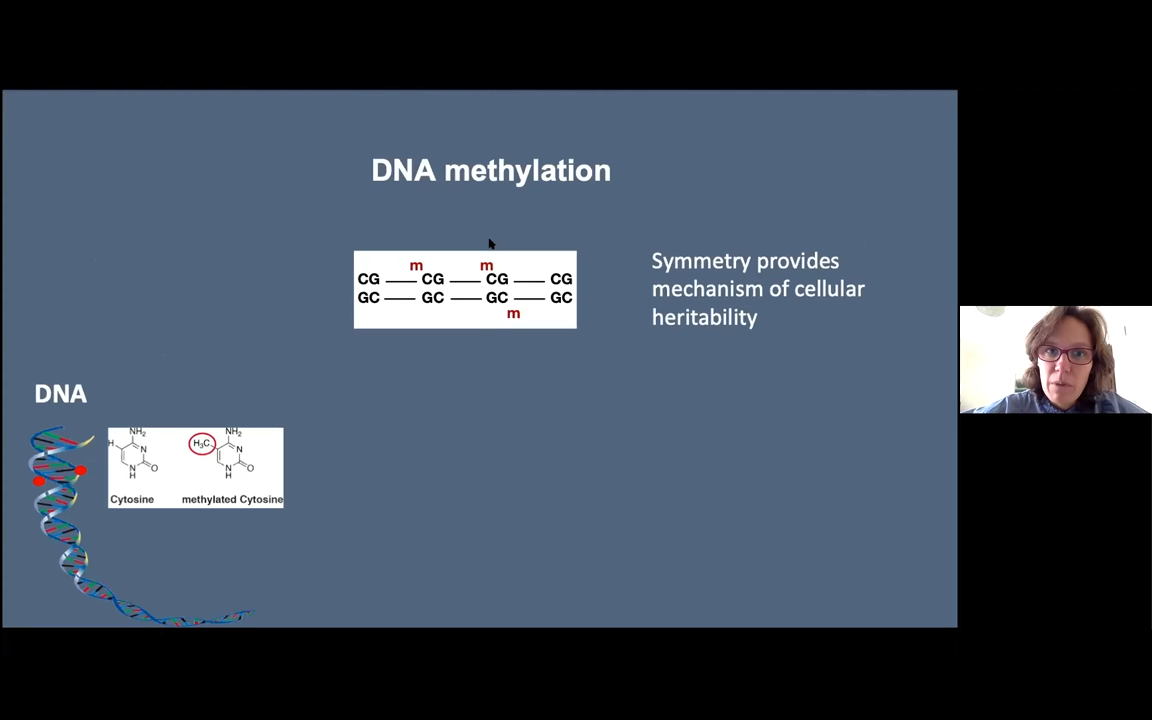 DNA methylation
m m
CG CG CG CG
GC GC GC GC
m
Symmetry provides
mechanism of cellular
heritability
DNA
NH₂
H
N
N
H
O
Cytosine
NH₂
H₃C
N
N
H
O
methylated Cytosine